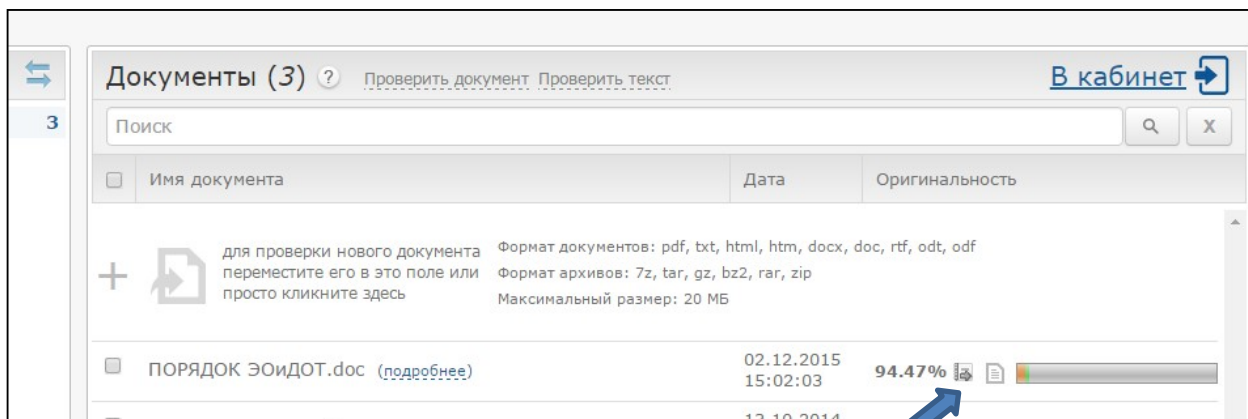 Документы (3) ? Проверить документ Проверить текст В кабинет
3
Поиск X
Имя документа Дата Оригинальность
для проверки нового документа
переместите его в это поле или
просто кликните здесь
Формат документов: pdf, txt, html, htm, docx, doc, rtf, odt, odf
Формат архивов: 7z, tar, gz, bz2, rar, zip
Максимальный размер: 20 МБ
ПОРЯДОК ЭОиДОТ.doc (подробнее) 02.12.2015 94.47%
15:02:03
13.10.2014